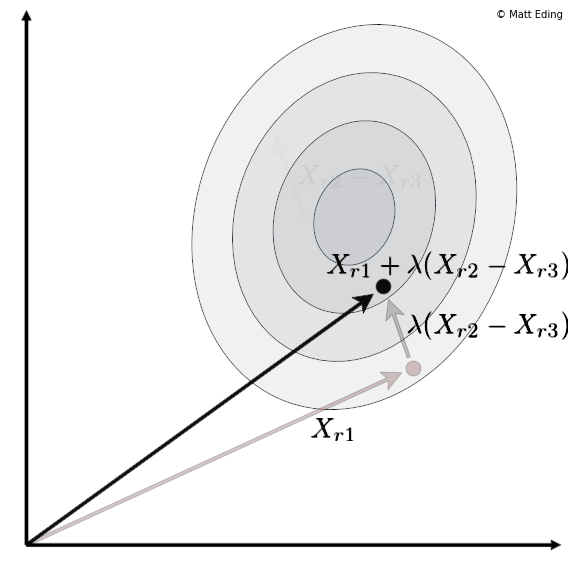 © Matt Eding
X_{r2} − X_{r3}
X_{r1} + λ(X_{r2} − X_{r3})
λ(X_{r2} − X_{r3})
X_{r1}